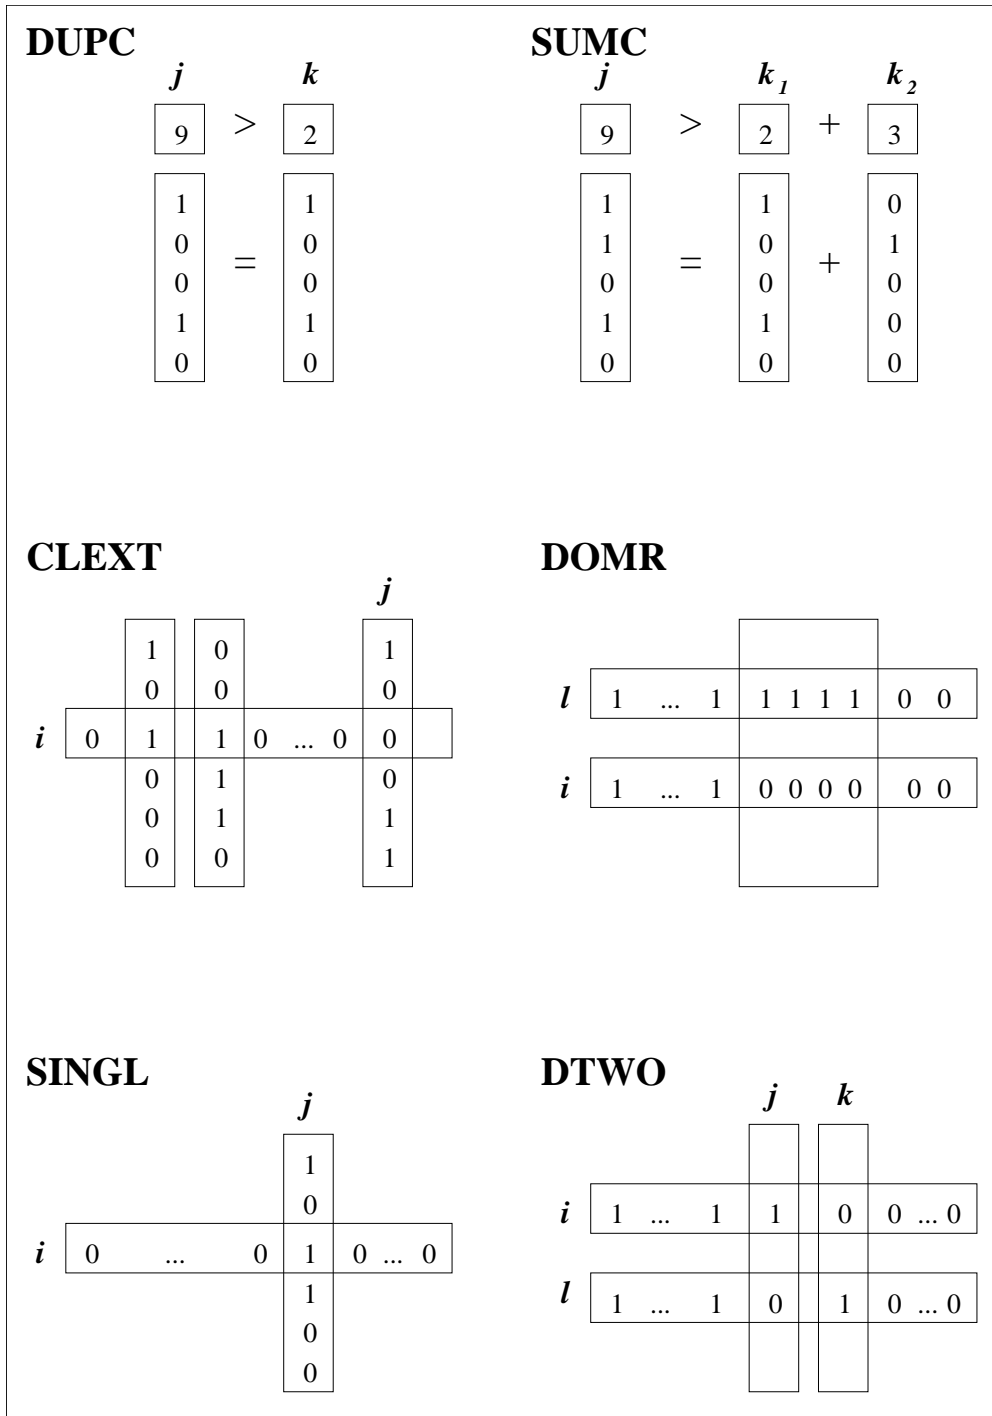 DUPC
j k
9 > 2
1 1
0 0
=
0 0
1 1
0 0
SUMC
j k1 k2
9 > 2 + 3
1 1 0
1 0 1
= +
0 0 0
1 1 0
0 0 0
CLEXT
j
1 0 1
0 0 0
i 0 1 1 0 ... 0 0
0 1 0
0 1 1
0 0 1
DOMR
l 1 ... 1 1 1 1 1 0 0
i 1 ... 1 0 0 0 0 0 0
SINGL
j
1
0
i 0 ... 0 1 0 ... 0
1
0
0
DTWO
j k
i 1 ... 1 1 0 0 ... 0
l 1 ... 1 0 1 0 ... 0